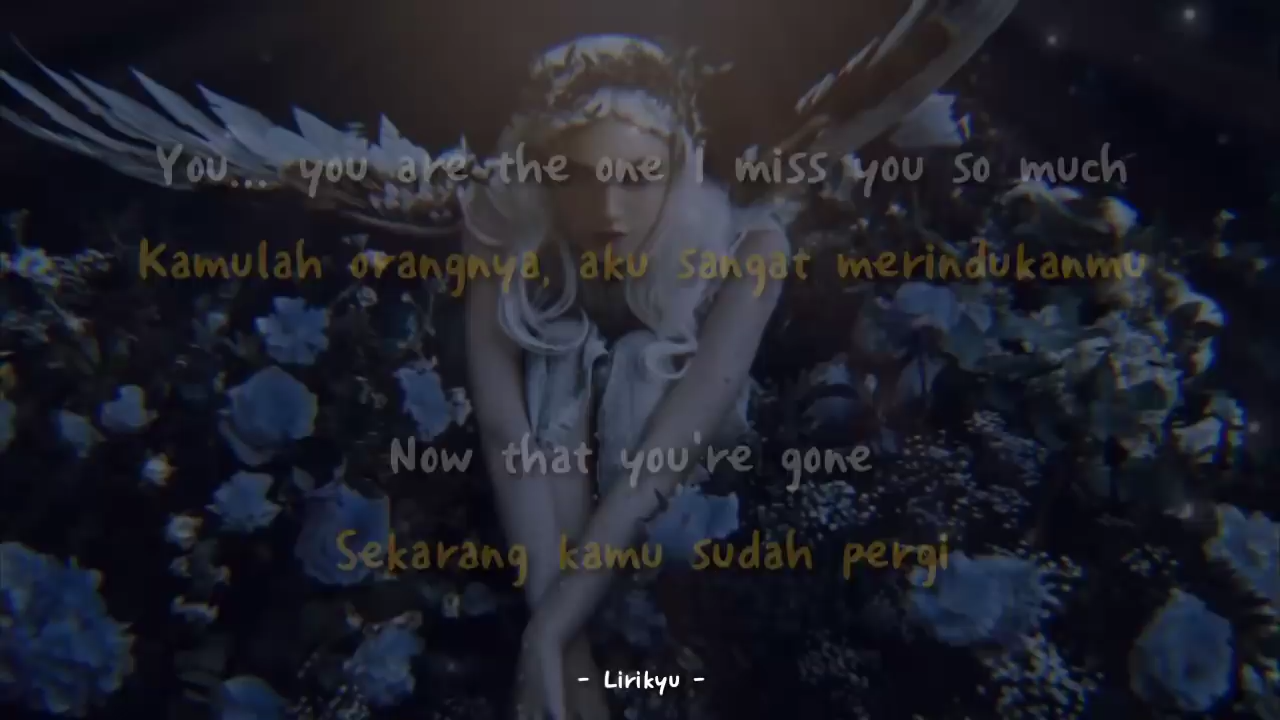 You... you are the one I miss you so much
Kamulah orangnya, aku sangat merindukanmu
Now that you're gone
Sekarang kamu sudah pergi
- Lirikyu -